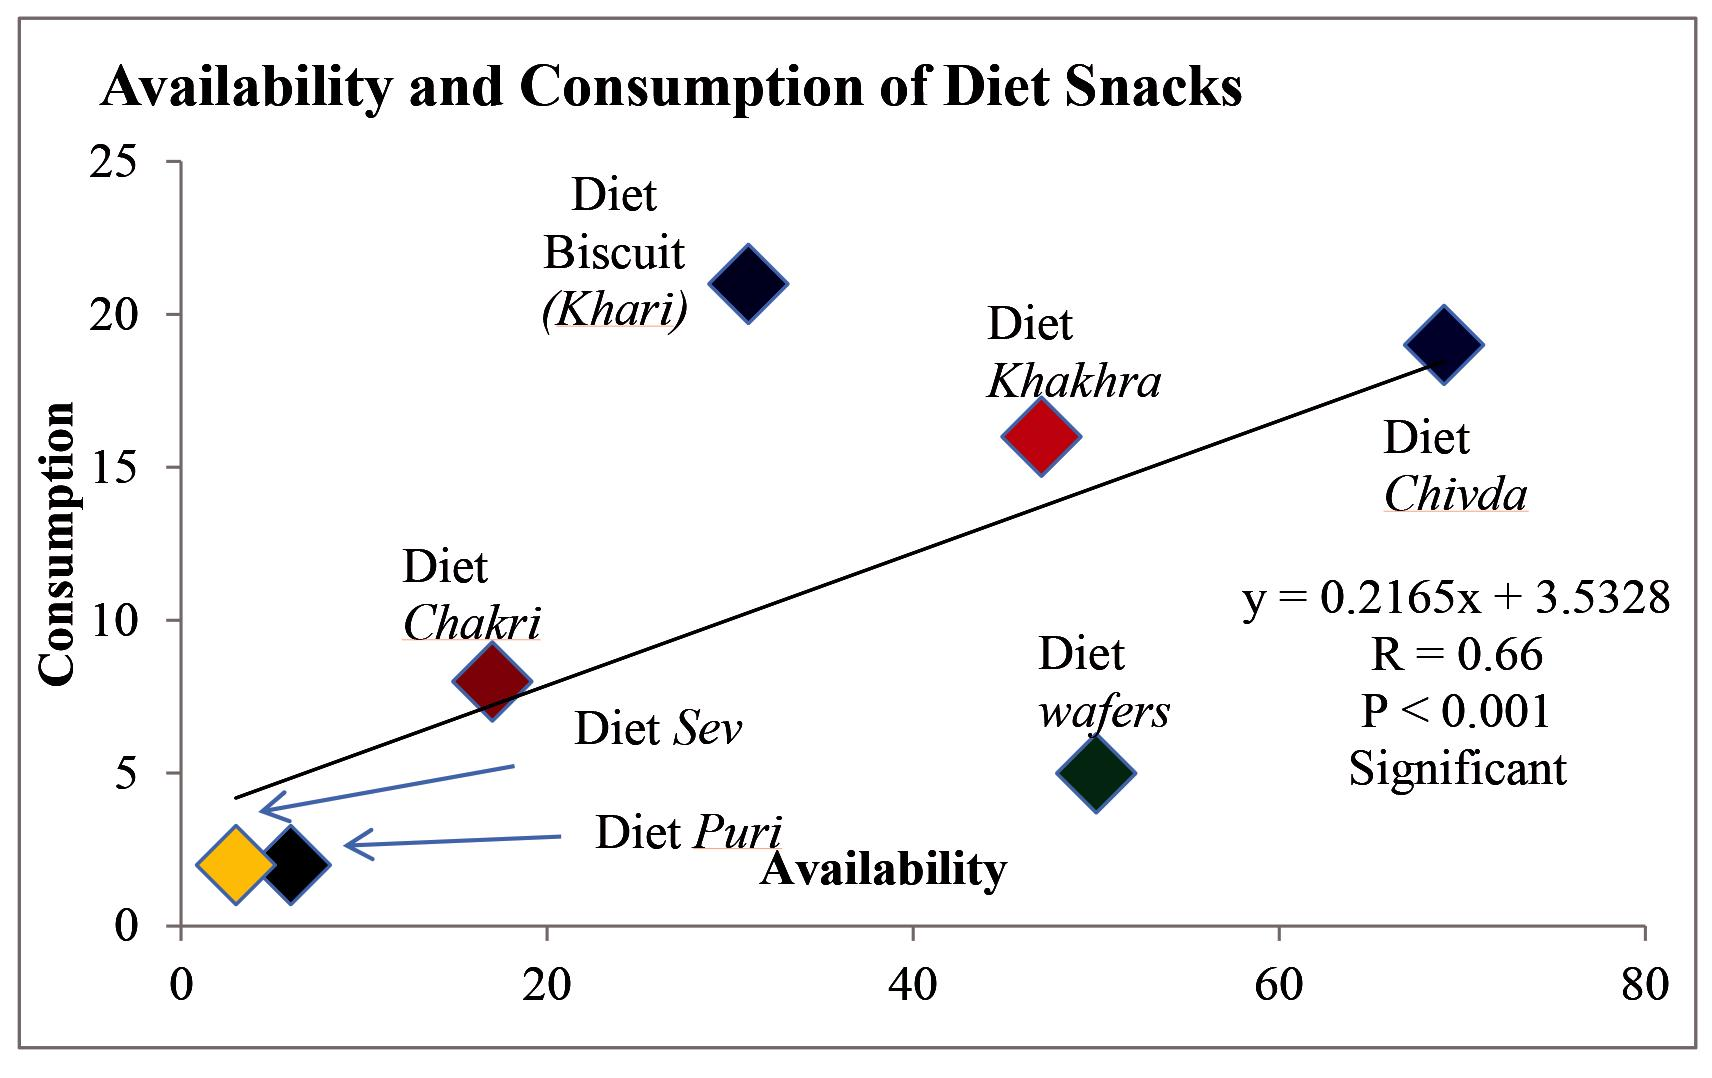 Availability and Consumption of Diet Snacks
25
20
15
10
5
0
Consumption
Diet
Biscuit
(Khari)
Diet
Khakhra
Diet
Chivda
Diet
Chakri
y = 0.2165x + 3.5328
R = 0.66
P < 0.001
Significant
Diet
wafers
Diet Sev
Diet Puri
Availability
0
20
40
60
80